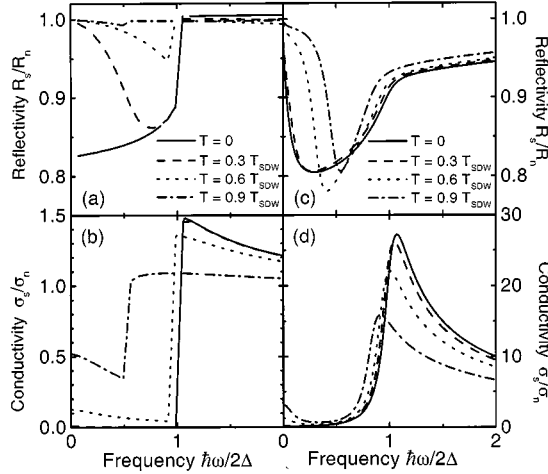 Reflectivity R_s/R_n
1.0
0.9
0.8
T = 0
T = 0.3 T_SDW
T = 0.6 T_SDW
T = 0.9 T_SDW
(a)
(c)
T = 0
T = 0.3 T_SDW
T = 0.6 T_SDW
T = 0.9 T_SDW
1.0
0.9
0.8
Reflectivity R_s/R_n
Conductivity σ_s/σ_n
1.5
1.0
0.5
0.0
(b)
(d)
30
20
10
0
Conductivity σ_s/σ_n
0 1 0 1 2
Frequency ħω/2Δ
Frequency ħω/2Δ